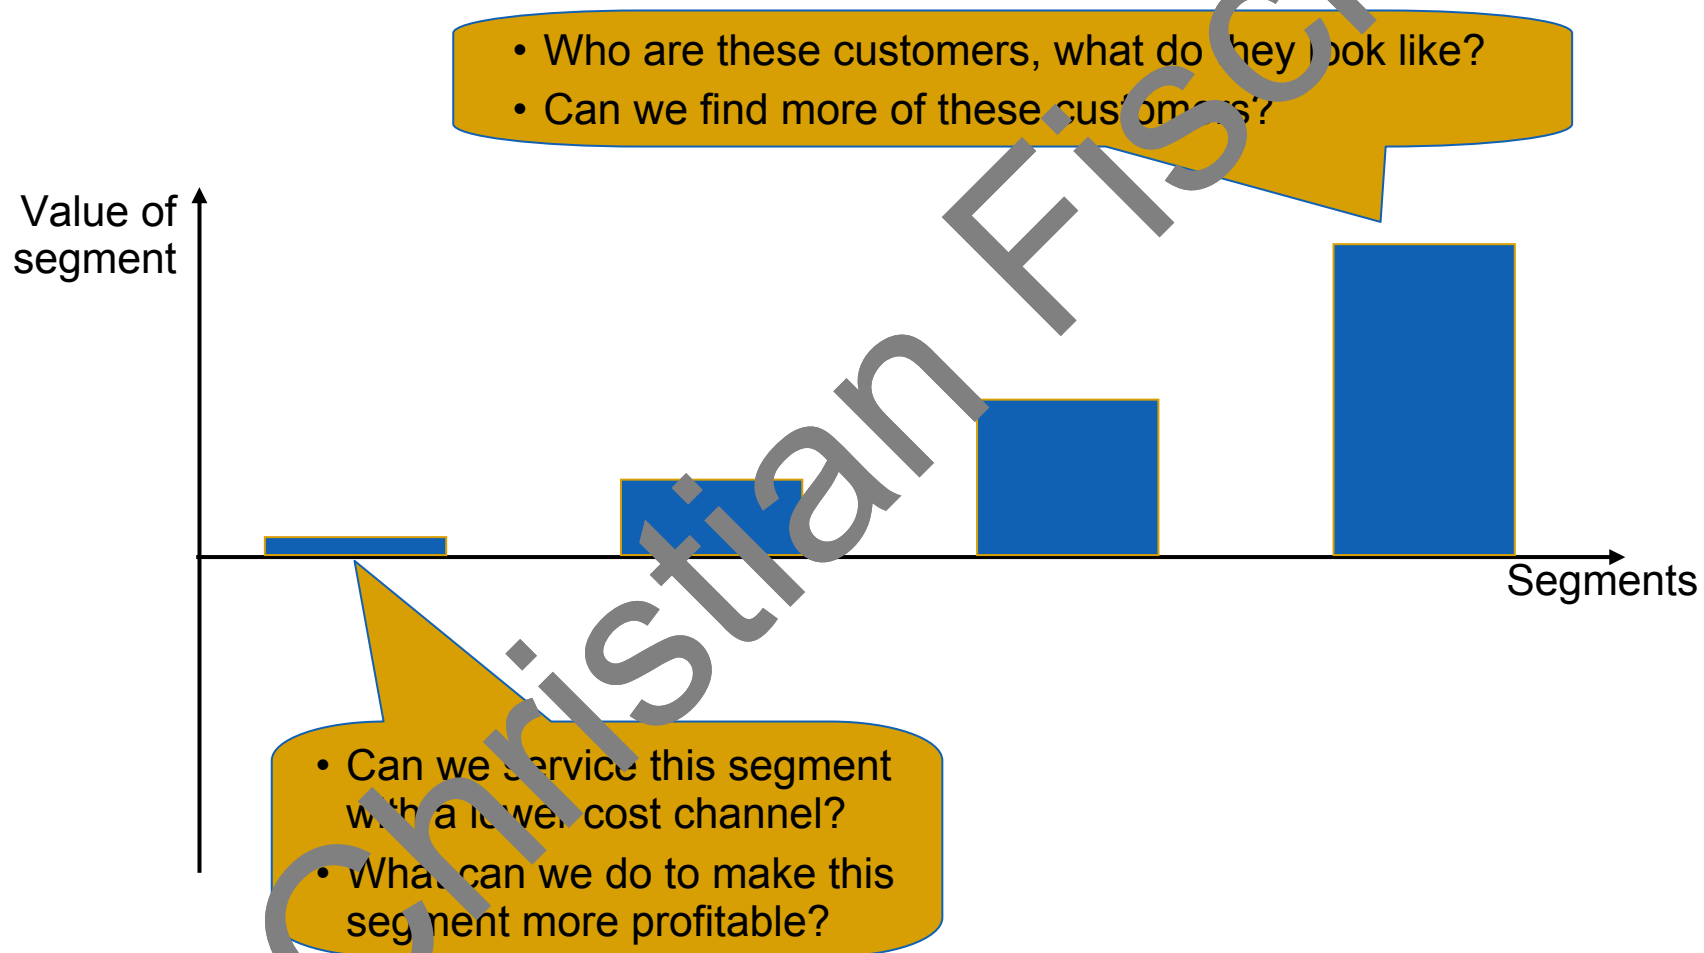 • Who are these customers, what do they look like?
• Can we find more of these customers?
Value of
segment
Segments
• Can we service this segment
with a lower cost channel?
• What can we do to make this
segment more profitable?
Christian Fisc